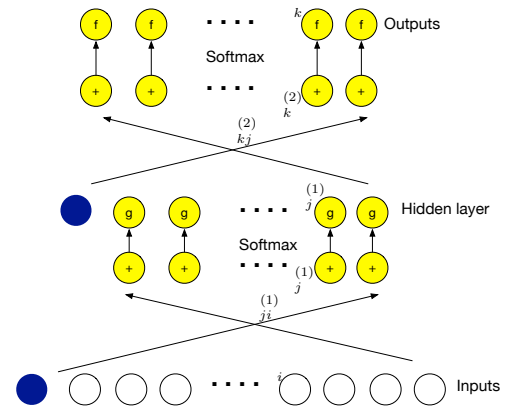 f f k f f Outputs
Softmax
+ + (2) k + +
(2) kj
g g (1) j g g Hidden layer
Softmax
+ + (1) j + +
(1) ji
i Inputs